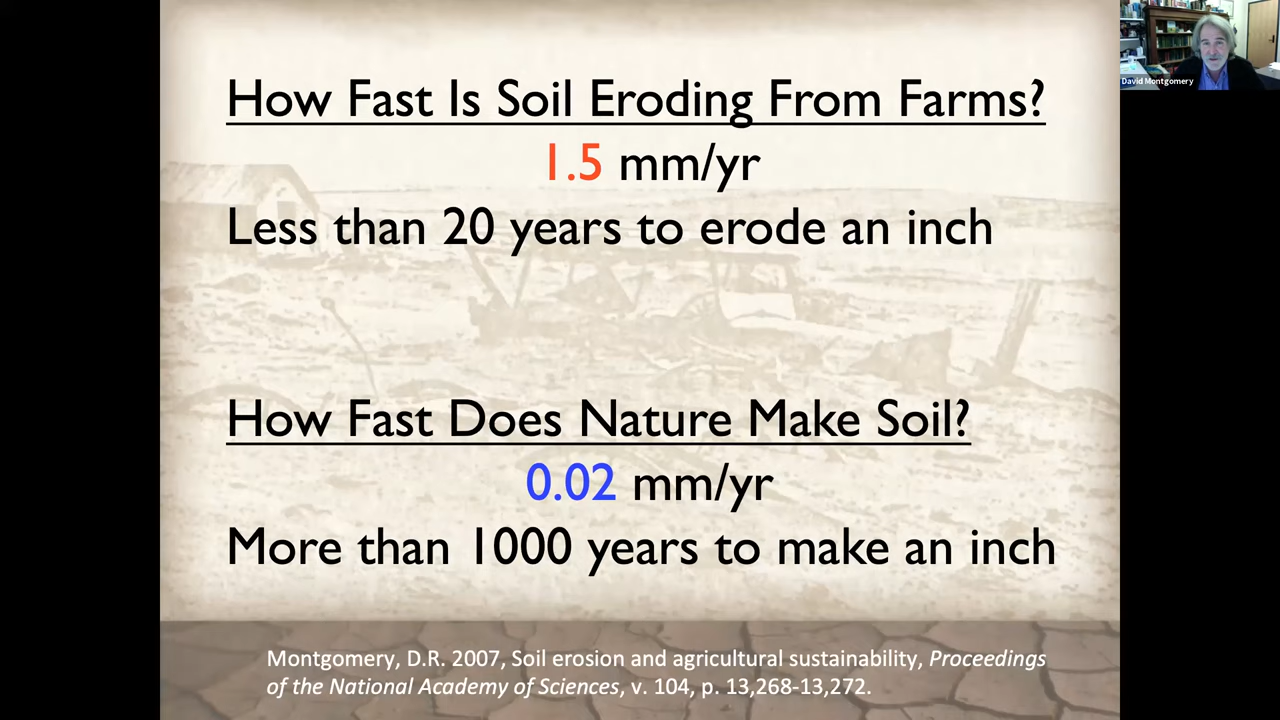 How Fast Is Soil Eroding From Farms?
1.5 mm/yr
Less than 20 years to erode an inch
How Fast Does Nature Make Soil?
0.02 mm/yr
More than 1000 years to make an inch
Montgomery, D.R. 2007, Soil erosion and agricultural sustainability, Proceedings
of the National Academy of Sciences, v. 104, p. 13,268-13,272.
David Montgomery